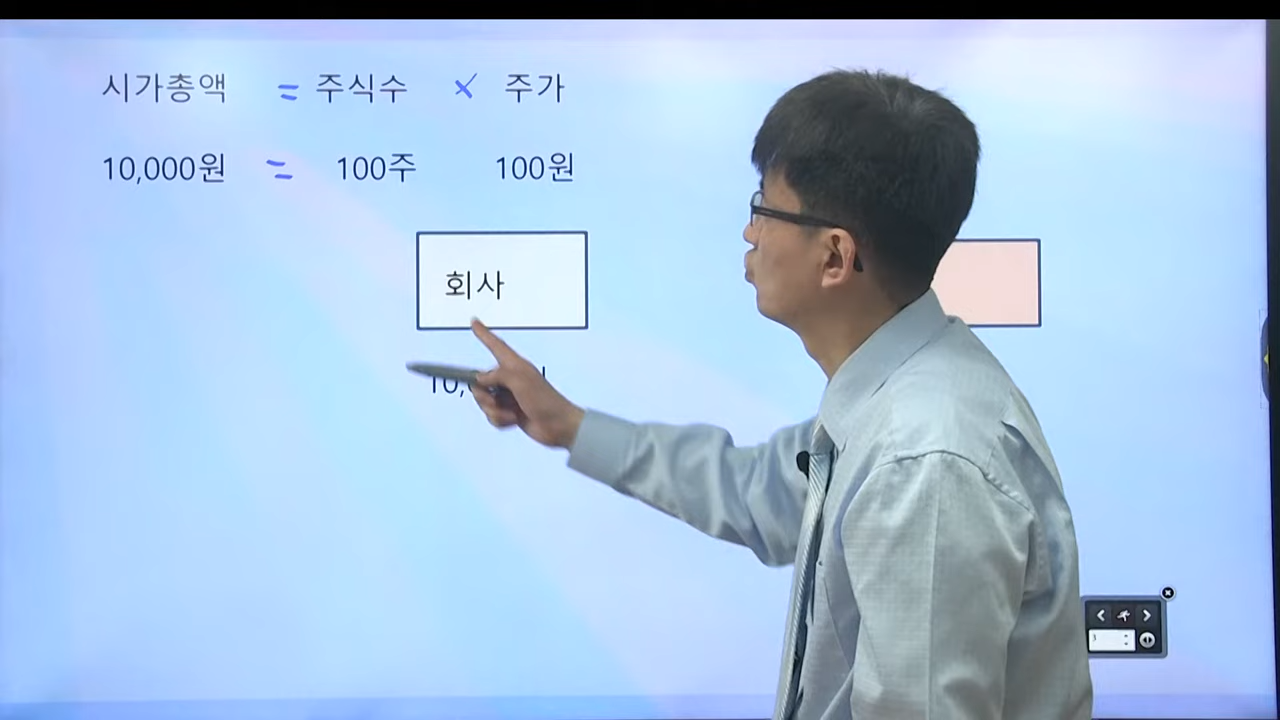 시가총액 = 주식수 × 주가
10,000원 = 100주 100원
회사
3